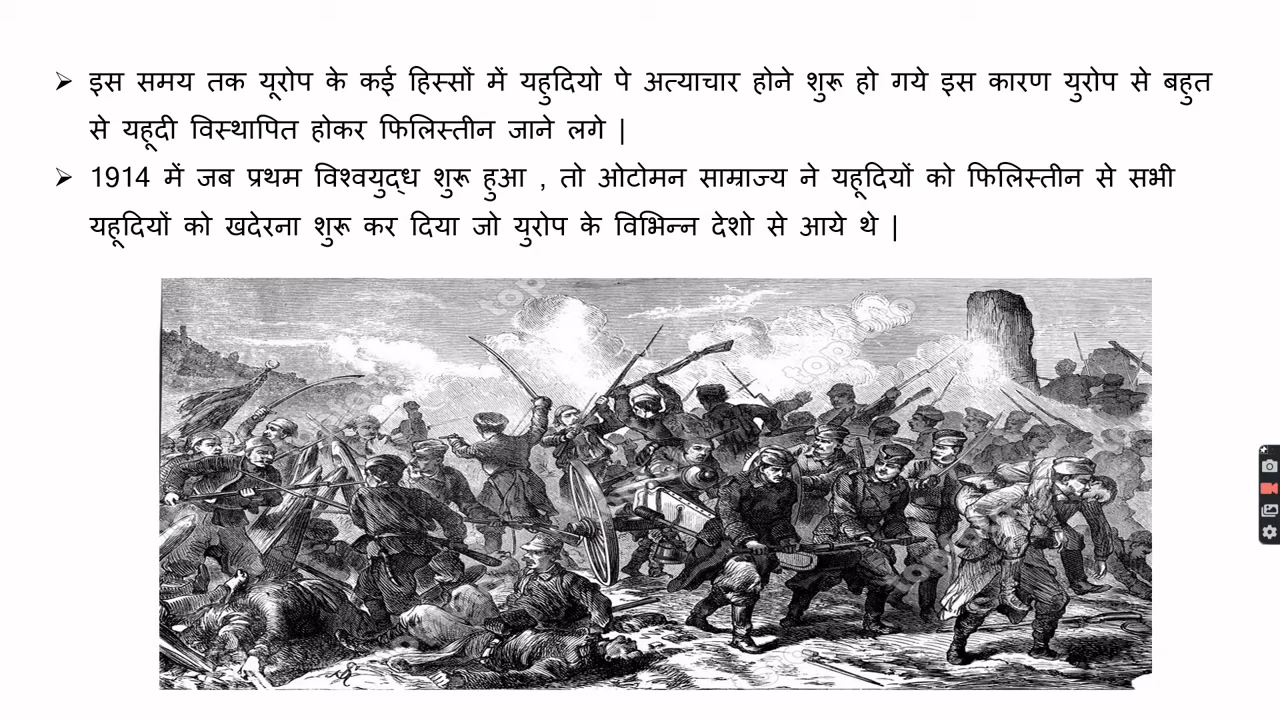 ➢ इस समय तक यूरोप के कई हिस्सों में यहुदियो पे अत्याचार होने शुरू हो गये इस कारण युरोप से बहुत
से यहूदी विस्थापित होकर फिलिस्तीन जाने लगे |
➢ 1914 में जब प्रथम विश्वयुद्ध शुरू हुआ , तो ओटोमन साम्राज्य ने यहूदियों को फिलिस्तीन से सभी
यहूदियों को खदेरना शुरू कर दिया जो युरोप के विभिन्न देशो से आये थे |